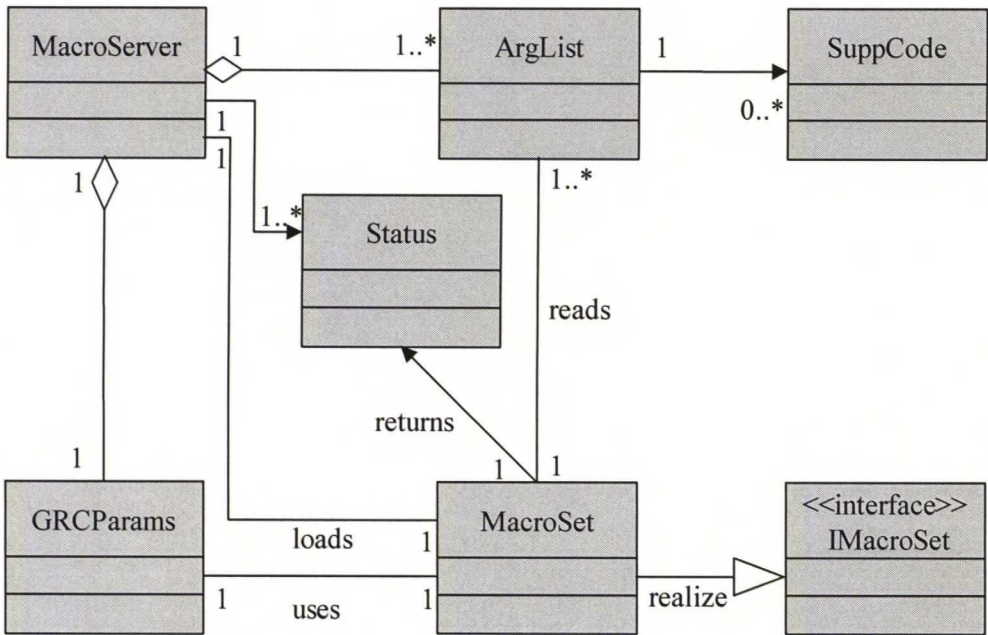 MacroServer
1
1..*
ArgList
1
SuppCode
0..*
1
1
1
1..*
Status
1..*
reads
returns
1
1
1
GRCParams
loads
1
MacroSet
<<interface>>
IMacroSet
1
uses
1
realize